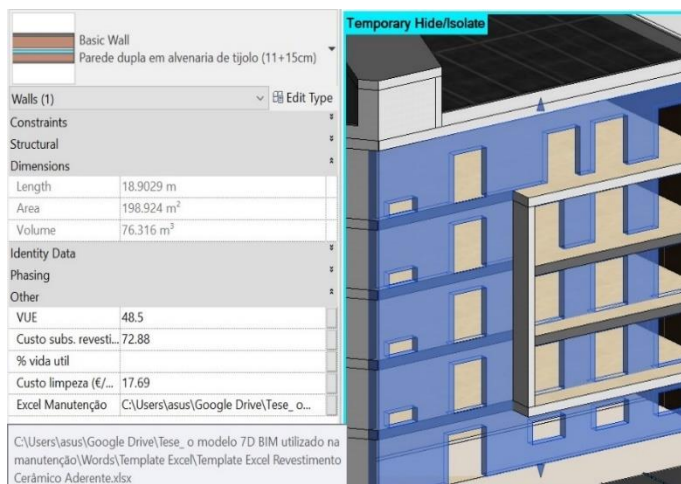 Temporary Hide/Isolate
Basic Wall
Parede dupla em alvenaria de tijolo (11+15cm)
Walls (1)
Edit Type
Constraints
Structural
Dimensions
Length 18.9029 m
Area 198.924 m²
Volume 76.316 m³
Identity Data
Phasing
Other
VUE 48.5
Custo subs. revesti... 72.88
% vida util
Custo limpeza (€/... 17.69
Excel Manutenção C:\Users\asus\Google Drive\Tese_ o...
C:\Users\asus\Google Drive\Tese_ o modelo 7D BIM utilizado na
manutenção\Words\Template Excel\Template Excel Revestimento
Cerâmico Aderente.xlsx